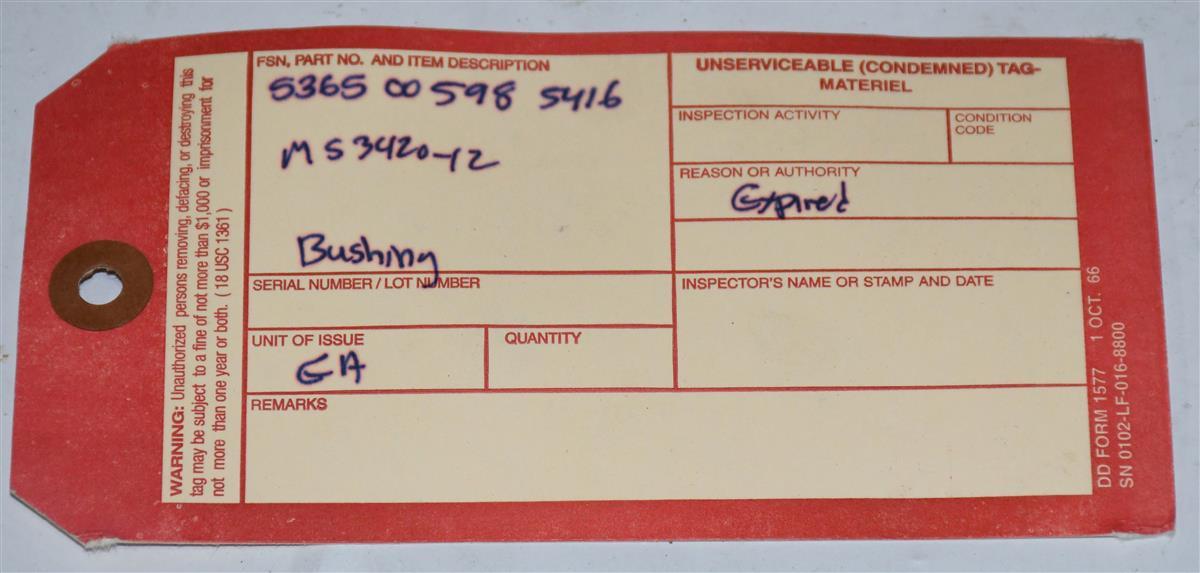 FSN, PART NO. AND ITEM DESCRIPTION
5365 00 598 5416
MS3420-12
Bushing
SERIAL NUMBER / LOT NUMBER
UNIT OF ISSUE
EA
QUANTITY
REMARKS
UNSERVICEABLE (CONDEMNED) TAG-
MATERIEL
INSPECTION ACTIVITY
CONDITION
CODE
REASON OR AUTHORITY
Expired
INSPECTOR'S NAME OR STAMP AND DATE
WARNING: Unauthorized persons removing, defacing, or destroying this
tag may be subject to a fine of not more than $1,000 or imprisonment for
not more than one year or both. ( 18 USC 1361 )
DD FORM 1577 1 OCT. 66
SN 0102-LF-016-8800